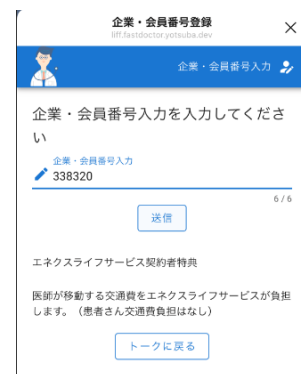 企業・会員番号登録
liff.fastdoctor.yotsuba.dev
企業・会員番号入力
企業・会員番号入力を入力してくださ
い
企業・会員番号入力
338320
6 / 6
送信
エネクスライフサービス契約者特典
医師が移動する交通費をエネクスライフサービスが負担
します。（患者さん交通費負担はなし）
トークに戻る